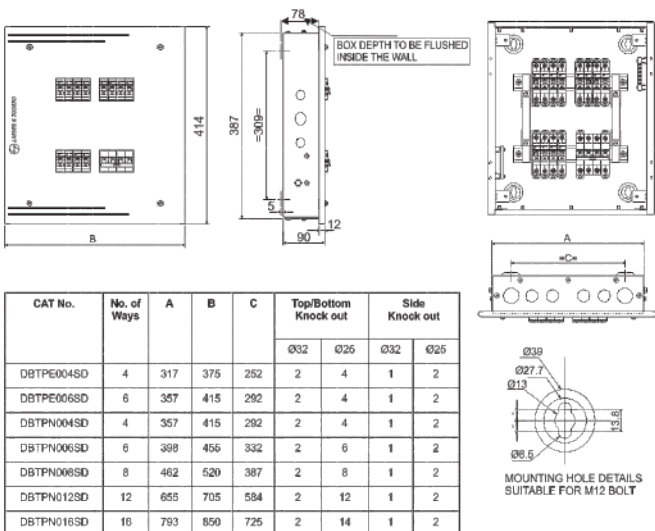 78
BOX DEPTH TO BE FLUSHED
INSIDE THE WALL
LARSEN & TOUBRO
414
387
=309=
5
12
90
B
A
=C=
CAT No. No. of Ways A B C Top/Bottom Knock out Side Knock out
Ø32 Ø25 Ø32 Ø25
DBTPE004SD 4 317 375 252 2 4 1 2
DBTPE006SD 6 357 415 292 2 4 1 2
DBTPN004SD 4 357 415 292 2 4 1 2
DBTPN006SD 6 398 455 332 2 6 1 2
DBTPN008SD 8 462 520 387 2 8 1 2
DBTPN012SD 12 655 705 584 2 12 1 2
DBTPN016SD 16 793 850 725 2 14 1 2
Ø39
Ø27.7
Ø13
13.8
Ø6.5
MOUNTING HOLE DETAILS
SUITABLE FOR M12 BOLT